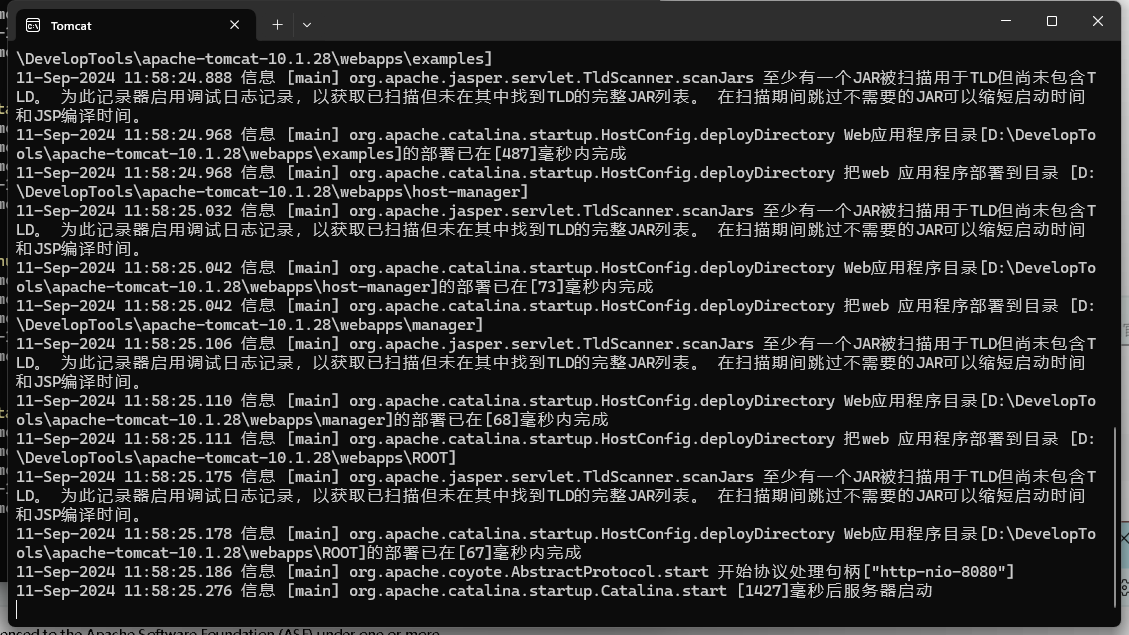 Tomcat
\DevelopTools\apache-tomcat-10.1.28\webapps\examples]
11-Sep-2024 11:58:24.888 信息 [main] org.apache.jasper.servlet.TldScanner.scanJars 至少有一个JAR被扫描用于TLD但尚未包含T
LD。 为此记录器启用调试日志记录，以获取已扫描但未在其中找到TLD的完整JAR列表。 在扫描期间跳过不需要的JAR可以缩短启动时间
和JSP编译时间。
11-Sep-2024 11:58:24.968 信息 [main] org.apache.catalina.startup.HostConfig.deployDirectory Web应用程序目录[D:\DevelopTo
ols\apache-tomcat-10.1.28\webapps\examples]的部署已在[487]毫秒内完成
11-Sep-2024 11:58:24.968 信息 [main] org.apache.catalina.startup.HostConfig.deployDirectory 把web 应用程序部署到目录 [D:
\DevelopTools\apache-tomcat-10.1.28\webapps\host-manager]
11-Sep-2024 11:58:25.032 信息 [main] org.apache.jasper.servlet.TldScanner.scanJars 至少有一个JAR被扫描用于TLD但尚未包含T
LD。 为此记录器启用调试日志记录，以获取已扫描但未在其中找到TLD的完整JAR列表。 在扫描期间跳过不需要的JAR可以缩短启动时间
和JSP编译时间。
11-Sep-2024 11:58:25.042 信息 [main] org.apache.catalina.startup.HostConfig.deployDirectory Web应用程序目录[D:\DevelopTo
ols\apache-tomcat-10.1.28\webapps\host-manager]的部署已在[73]毫秒内完成
11-Sep-2024 11:58:25.042 信息 [main] org.apache.catalina.startup.HostConfig.deployDirectory 把web 应用程序部署到目录 [D:
\DevelopTools\apache-tomcat-10.1.28\webapps\manager]
11-Sep-2024 11:58:25.106 信息 [main] org.apache.jasper.servlet.TldScanner.scanJars 至少有一个JAR被扫描用于TLD但尚未包含T
LD。 为此记录器启用调试日志记录，以获取已扫描但未在其中找到TLD的完整JAR列表。 在扫描期间跳过不需要的JAR可以缩短启动时间
和JSP编译时间。
11-Sep-2024 11:58:25.110 信息 [main] org.apache.catalina.startup.HostConfig.deployDirectory Web应用程序目录[D:\DevelopTo
ols\apache-tomcat-10.1.28\webapps\manager]的部署已在[68]毫秒内完成
11-Sep-2024 11:58:25.111 信息 [main] org.apache.catalina.startup.HostConfig.deployDirectory 把web 应用程序部署到目录 [D:
\DevelopTools\apache-tomcat-10.1.28\webapps\ROOT]
11-Sep-2024 11:58:25.175 信息 [main] org.apache.jasper.servlet.TldScanner.scanJars 至少有一个JAR被扫描用于TLD但尚未包含T
LD。 为此记录器启用调试日志记录，以获取已扫描但未在其中找到TLD的完整JAR列表。 在扫描期间跳过不需要的JAR可以缩短启动时间
和JSP编译时间。
11-Sep-2024 11:58:25.178 信息 [main] org.apache.catalina.startup.HostConfig.deployDirectory Web应用程序目录[D:\DevelopTo
ols\apache-tomcat-10.1.28\webapps\ROOT]的部署已在[67]毫秒内完成
11-Sep-2024 11:58:25.186 信息 [main] org.apache.coyote.AbstractProtocol.start 开始协议处理句柄["http-nio-8080"]
11-Sep-2024 11:58:25.276 信息 [main] org.apache.catalina.startup.Catalina.start [1427]毫秒后服务器启动
to the Apache Software Foundation (ASF) under one or more